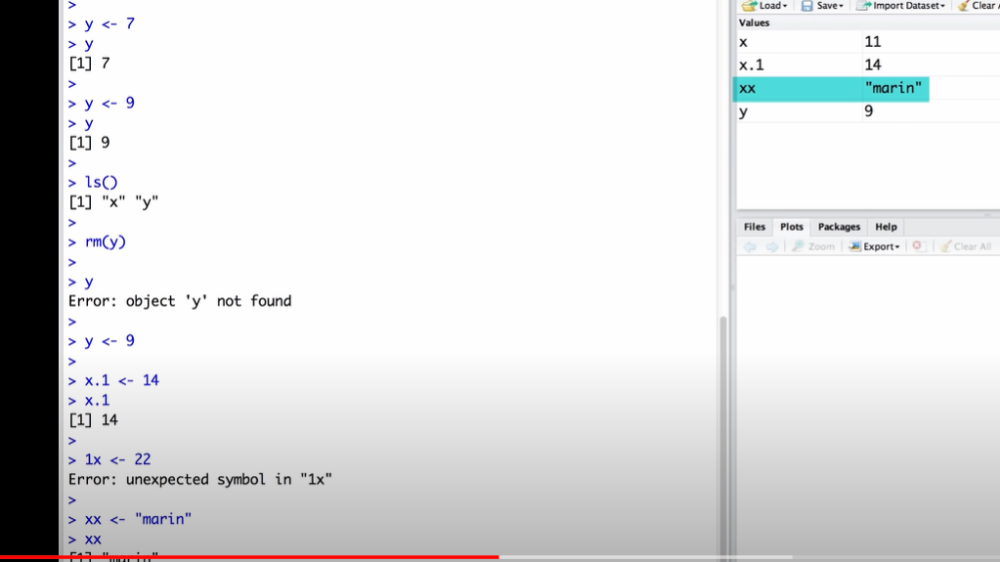 >
> y <- 7
> y
[1] 7
>
> y <- 9
> y
[1] 9
>
> ls()
[1] "x" "y"
>
> rm(y)
>
> y
Error: object 'y' not found
>
> y <- 9
>
> x.1 <- 14
> x.1
[1] 14
>
> 1x <- 22
Error: unexpected symbol in "1x"
>
> xx <- "marin"
> xx
[1] "marin"
Load Save Import Dataset Clear
Values
x 11
x.1 14
xx "marin"
y 9
Files Plots Packages Help
Zoom Export Clear All